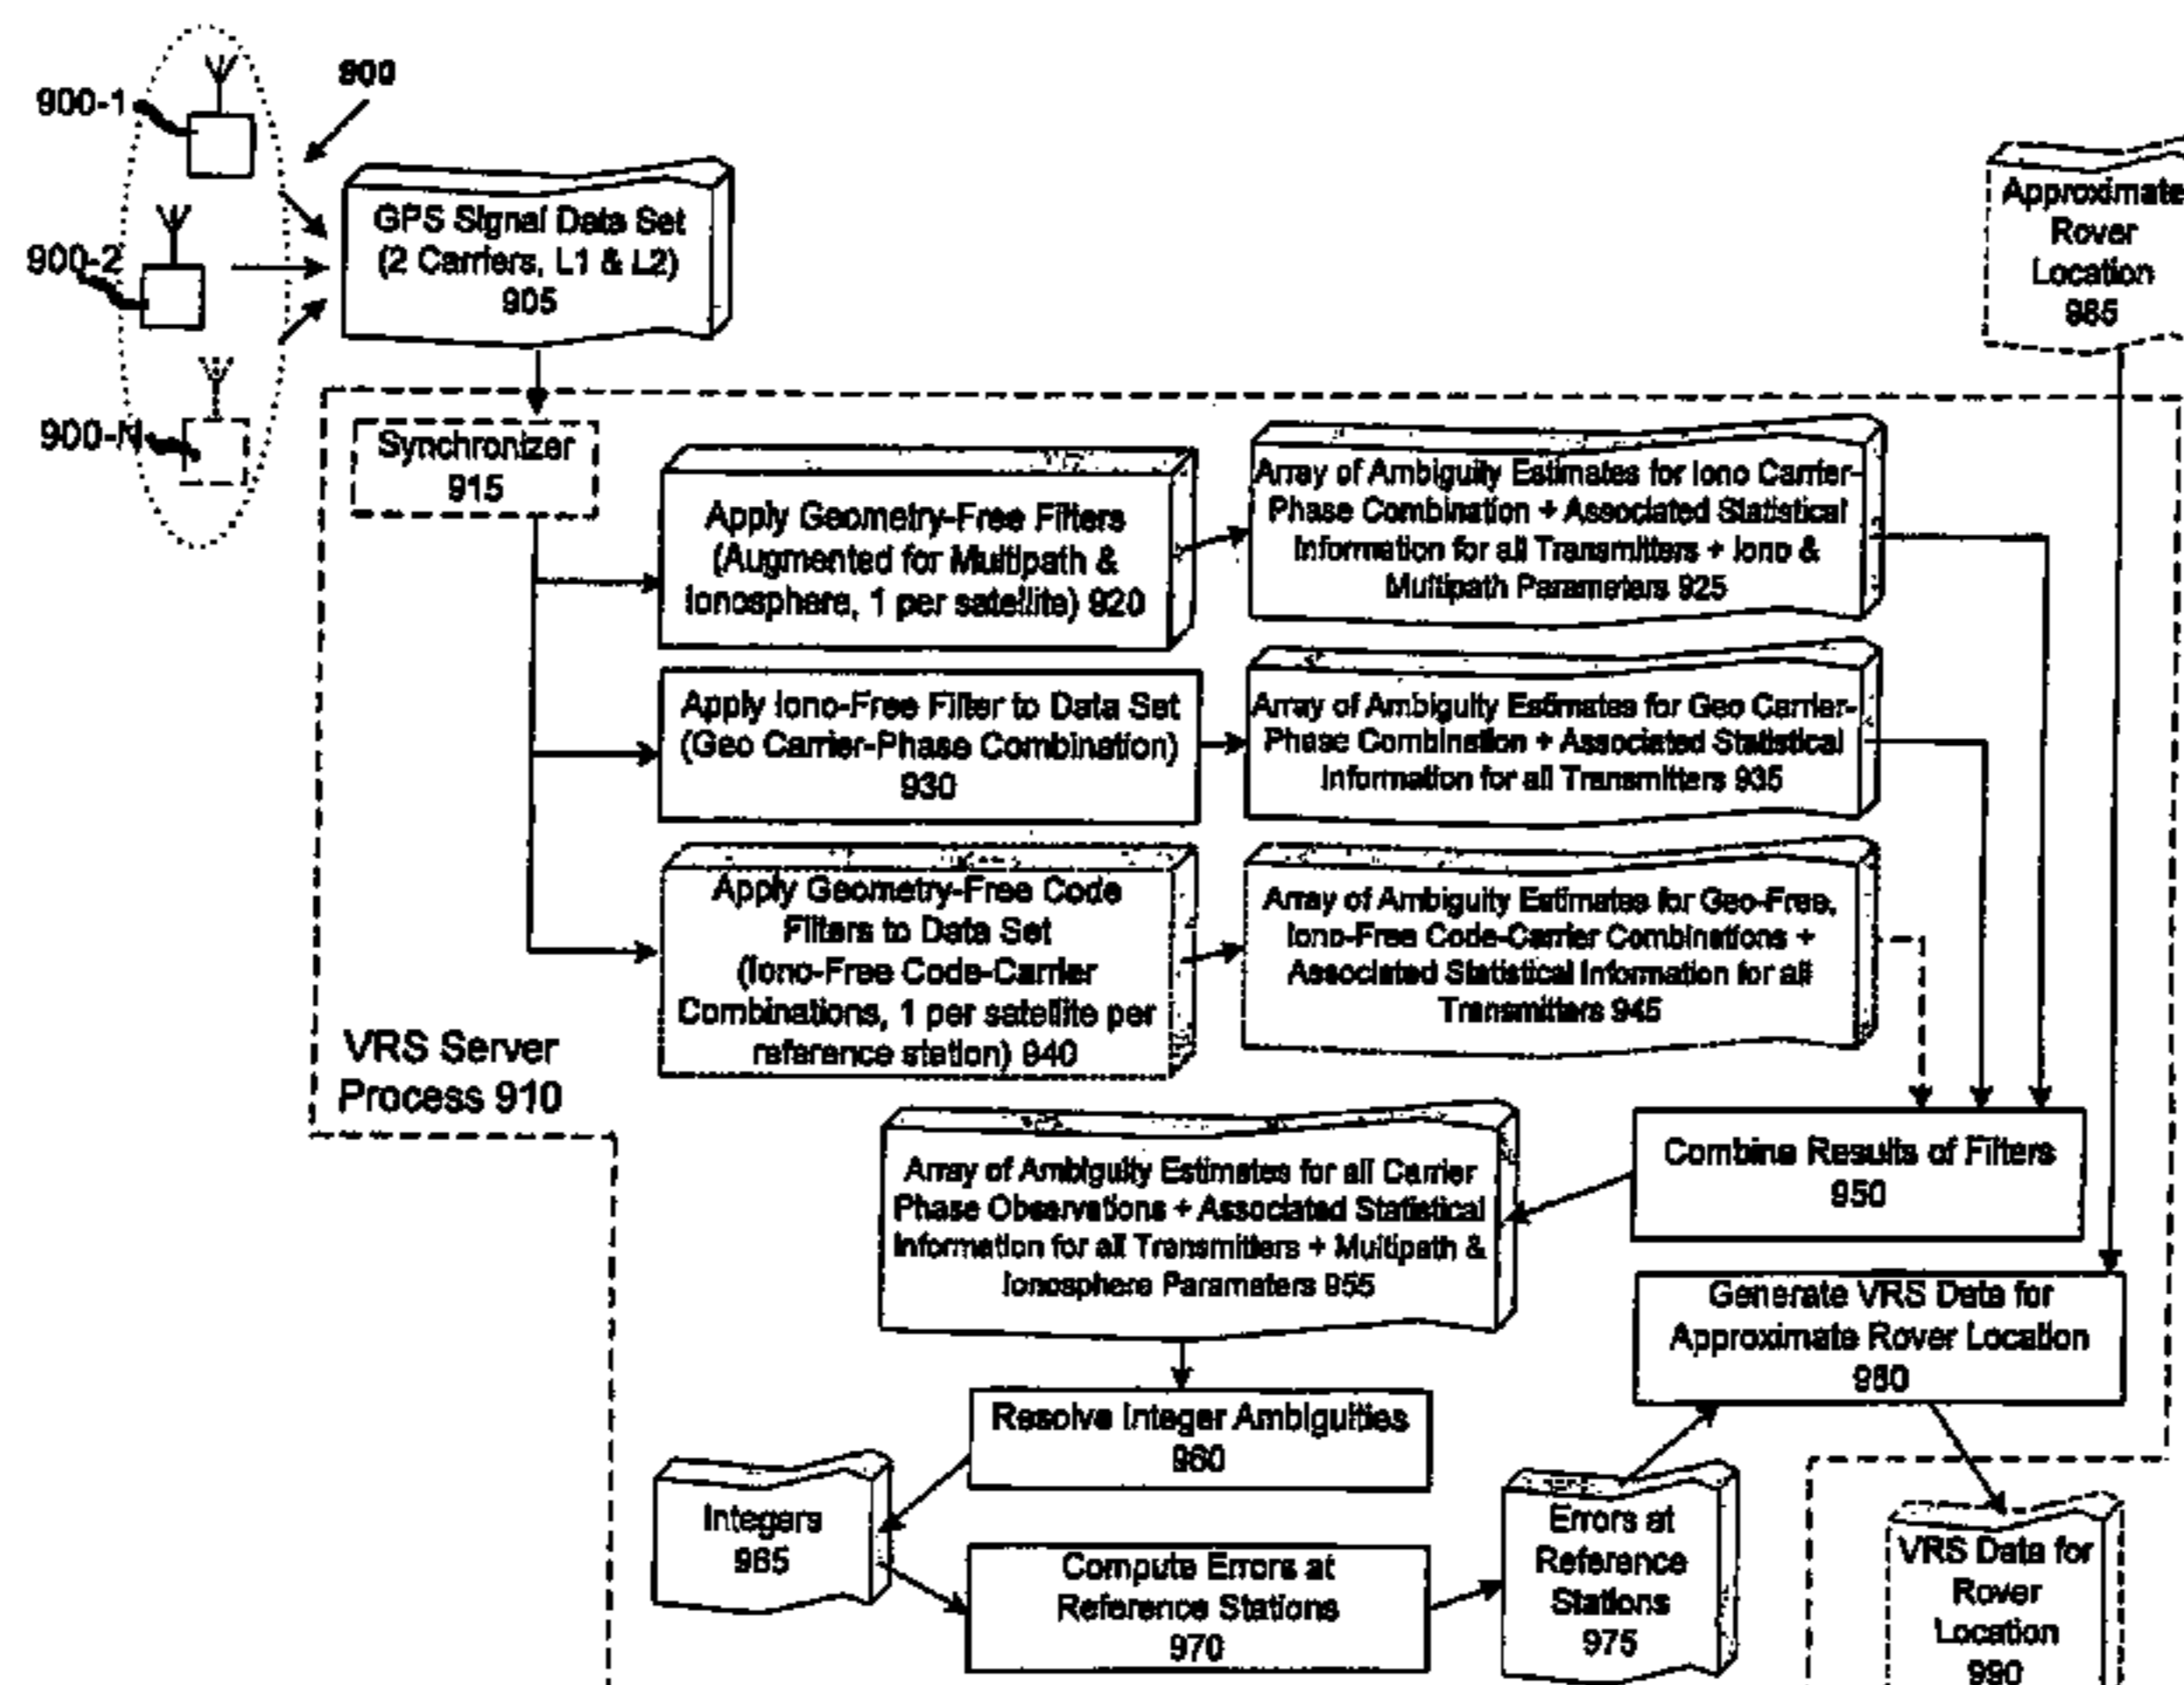 900
900-1
900-2
900-N
GPS Signal Data Set
(2 Carriers, L1 & L2)
905
Approximate
Rover
Location
985
Synchronizer
915
Apply Geometry-Free Filters
(Augmented for Multipath &
Ionosphere, 1 per satellite) 920
Array of Ambiguity Estimates for Iono Carrier-
Phase Combination + Associated Statistical
Information for all Transmitters + Iono &
Multipath Parameters 925
Apply Iono-Free Filter to Data Set
(Geo Carrier-Phase Combination)
930
Array of Ambiguity Estimates for Geo Carrier-
Phase Combination + Associated Statistical
Information for all Transmitters 935
Apply Geometry-Free Code
Filters to Data Set
(Iono-Free Code-Carrier
Combinations, 1 per satellite per
reference station) 940
Array of Ambiguity Estimates for Geo-Free,
Iono-Free Code-Carrier Combinations +
Associated Statistical Information for all
Transmitters 945
VRS Server
Process 910
Combine Results of Filters
950
Array of Ambiguity Estimates for all Carrier
Phase Observations + Associated Statistical
Information for all Transmitters + Multipath &
Ionosphere Parameters 955
Generate VRS Data for
Approximate Rover Location
980
Resolve Integer Ambiguities
960
Integers
965
Compute Errors at
Reference Stations
970
Errors at
Reference
Stations
975
VRS Data for
Rover
Location
990